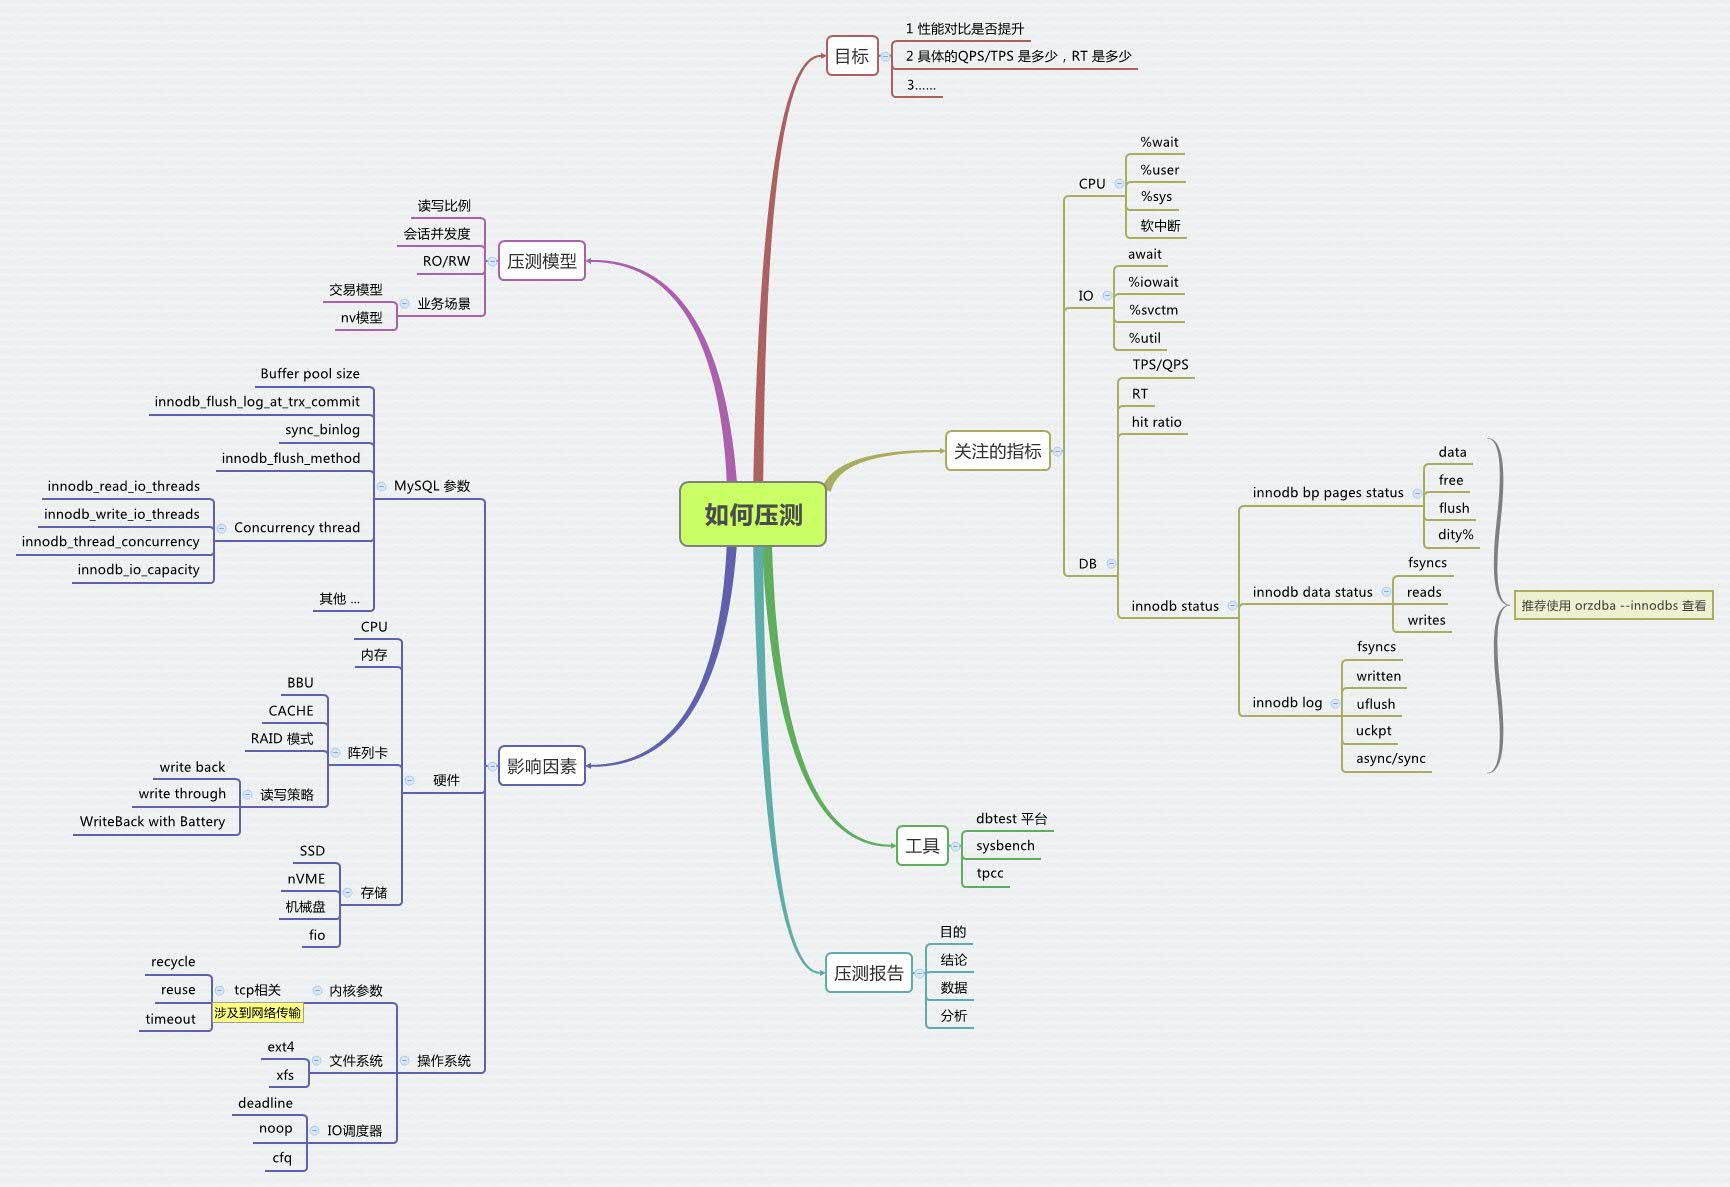 如何压测
目标
1 性能对比是否提升
2 具体的QPS/TPS 是多少，RT 是多少
3......
关注的指标
CPU
%wait
%user
%sys
软中断
IO
await
%iowait
%svctm
%util
DB
TPS/QPS
RT
hit ratio
innodb status
innodb bp pages status
data
free
flush
dity%
innodb data status
fsyncs
reads
writes
innodb log
fsyncs
written
uflush
uckpt
async/sync
推荐使用 orzdba --innodbs 查看
工具
dbtest 平台
sysbench
tpcc
压测报告
目的
结论
数据
分析
压测模型
读写比例
会话并发度
RO/RW
业务场景
交易模型
nv模型
影响因素
MySQL 参数
Buffer pool size
innodb_flush_log_at_trx_commit
sync_binlog
innodb_flush_method
Concurrency thread
innodb_read_io_threads
innodb_write_io_threads
innodb_thread_concurrency
innodb_io_capacity
其他 ...
硬件
CPU
内存
阵列卡
BBU
CACHE
RAID 模式
读写策略
write back
write through
WriteBack with Battery
存储
SSD
nVME
机械盘
fio
操作系统
内核参数
tcp相关
recycle
reuse
timeout
涉及到网络传输
文件系统
ext4
xfs
IO调度器
deadline
noop
cfq